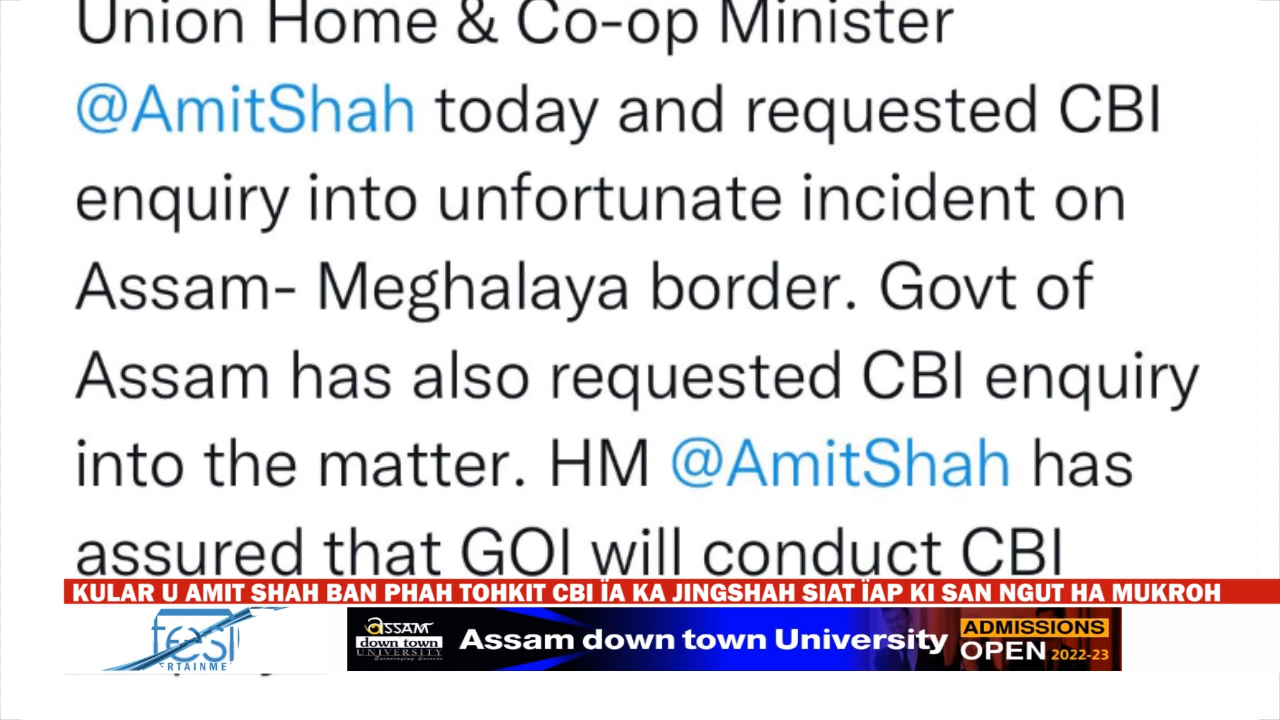 Union Home & Co-op Minister
@AmitShah today and requested CBI
enquiry into unfortunate incident on
Assam- Meghalaya border. Govt of
Assam has also requested CBI enquiry
into the matter. HM @AmitShah has
assured that GOI will conduct CBI
KULAR U AMIT SHAH BAN PHAH TOHKIT CBI ÏA KA JINGSHAH SIAT ÏAP KI SAN NGUT HA MUKROH
ASSAM
down town
UNIVERSITY
Assam down town University
ADMISSIONS
OPEN 2022-23